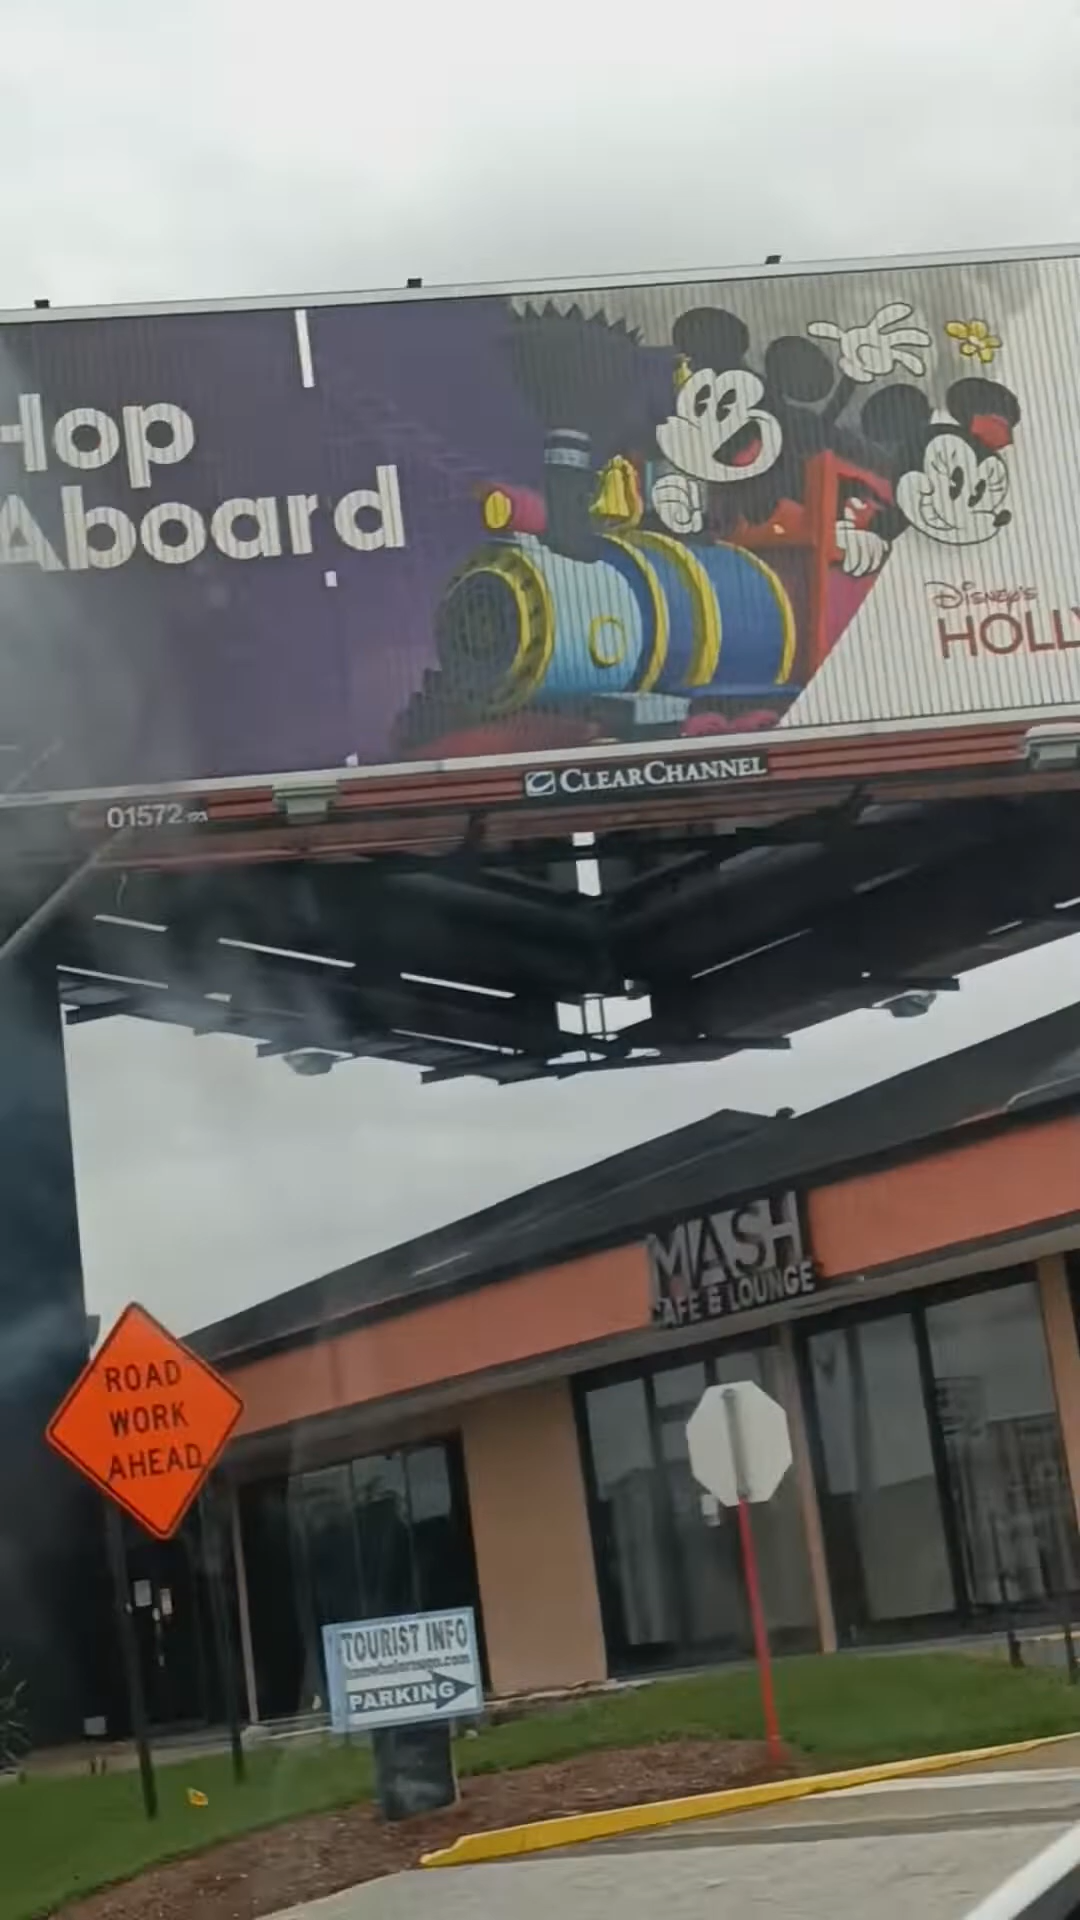 Hop
Aboard
DISNEY'S
HOLLY
CLEARCHANNEL
01572
MASH
CAFE & LOUNGE
ROAD
WORK
AHEAD
TOURIST INFO
PARKING